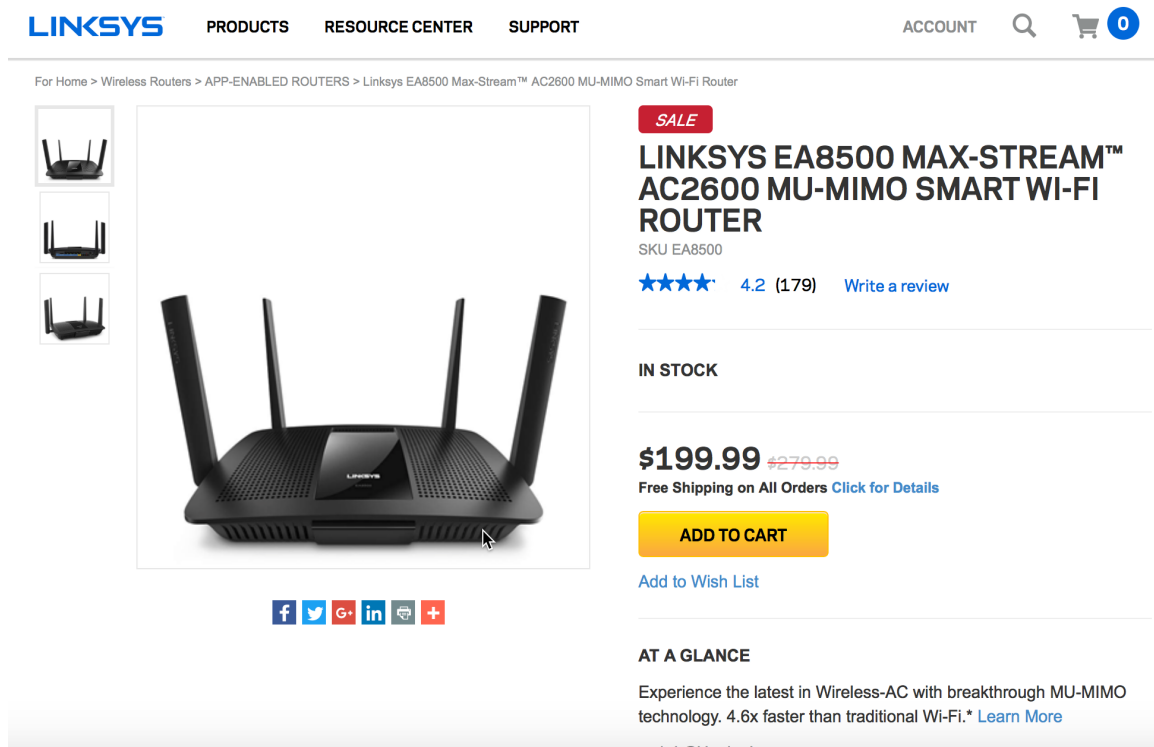 LINKSYS
PRODUCTS RESOURCE CENTER SUPPORT ACCOUNT 0
For Home > Wireless Routers > APP-ENABLED ROUTERS > Linksys EA8500 Max-Stream™ AC2600 MU-MIMO Smart Wi-Fi Router
SALE
LINKSYS EA8500 MAX-STREAM™
AC2600 MU-MIMO SMART WI-FI
ROUTER
SKU EA8500
4.2 (179) Write a review
IN STOCK
$199.99 $279.99
Free Shipping on All Orders Click for Details
ADD TO CART
Add to Wish List
LINKSYS
f G+ in +
AT A GLANCE
Experience the latest in Wireless-AC with breakthrough MU-MIMO
technology. 4.6x faster than traditional Wi-Fi.* Learn More